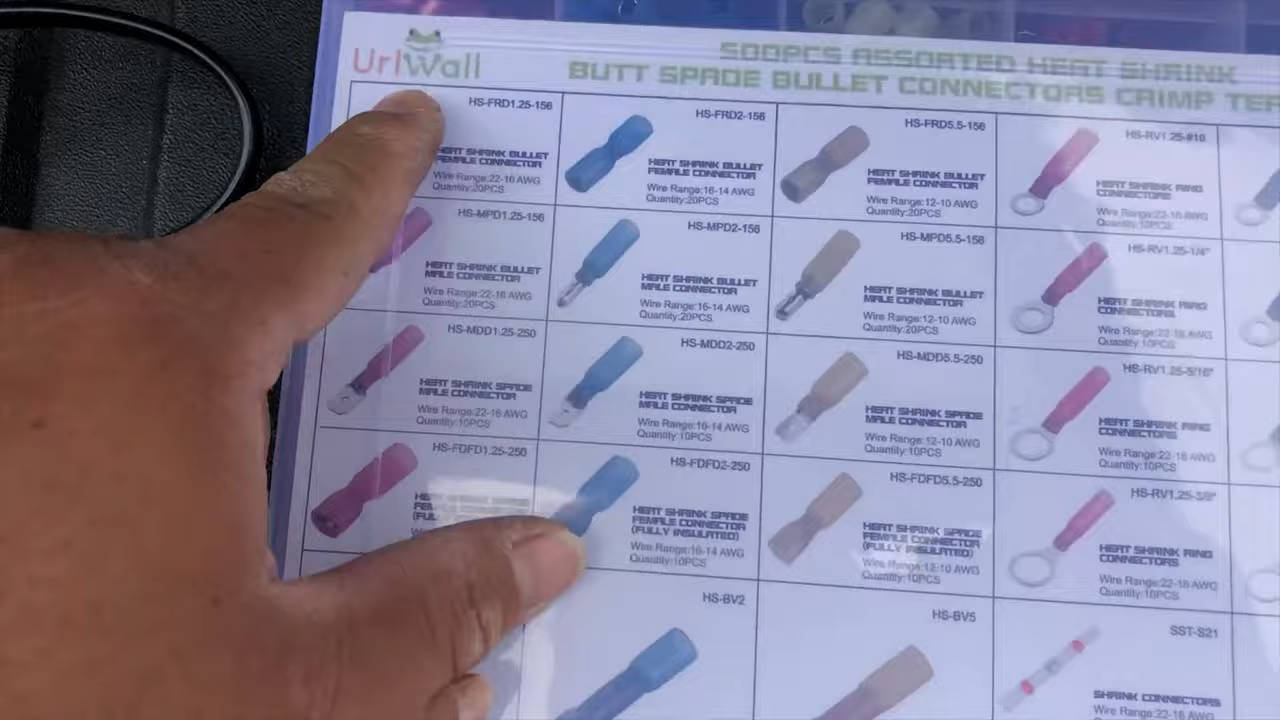 UrlWall
500PCS ASSORTED HEAT SHRINK
BUTT SPADE BULLET CONNECTORS CRIMP
HS-FRD1.25-156
HEAT SHRINK BULLET
FEMALE CONNECTOR
Wire Range:22-16 AWG
Quantity:20PCS
HS-FRD2-156
HEAT SHRINK BULLET
FEMALE CONNECTOR
Wire Range:16-14 AWG
Quantity:20PCS
HS-FRD5.5-156
HEAT SHRINK BULLET
FEMALE CONNECTOR
Wire Range:12-10 AWG
Quantity:20PCS
HS-RV1.25-#10
HEAT SHRINK RING
CONNECTORS
Wire Range:22-16 AWG
Quantity:10PCS
HS-MPD1.25-156
HEAT SHRINK BULLET
MALE CONNECTOR
Wire Range:22-16 AWG
Quantity:20PCS
HS-MPD2-156
HEAT SHRINK BULLET
MALE CONNECTOR
Wire Range:16-14 AWG
Quantity:20PCS
HS-MPD5.5-156
HEAT SHRINK BULLET
MALE CONNECTOR
Wire Range:12-10 AWG
Quantity:20PCS
HS-RV1.25-1/4"
HEAT SHRINK RING
CONNECTORS
Wire Range:22-16 AWG
Quantity:10PCS
HS-MDD1.25-250
HEAT SHRINK SPADE
MALE CONNECTOR
Wire Range:22-16 AWG
Quantity:10PCS
HS-MDD2-250
HEAT SHRINK SPADE
MALE CONNECTOR
Wire Range:16-14 AWG
Quantity:10PCS
HS-MDD5.5-250
HEAT SHRINK SPADE
MALE CONNECTOR
Wire Range:12-10 AWG
Quantity:10PCS
HS-RV1.25-5/16"
HEAT SHRINK RING
CONNECTORS
Wire Range:22-16 AWG
Quantity:10PCS
HS-FDFD1.25-250
HS-FDFD2-250
HEAT SHRINK SPADE
FEMALE CONNECTOR
(FULLY INSULATED)
Wire Range:16-14 AWG
Quantity:10PCS
HS-FDFD5.5-250
HEAT SHRINK SPADE
FEMALE CONNECTOR
(FULLY INSULATED)
Wire Range:12-10 AWG
Quantity:10PCS
HS-RV1.25-3/8"
HEAT SHRINK RING
CONNECTORS
Wire Range:22-16 AWG
Quantity:10PCS
HS-BV2
HS-BV5
SST-S21
SHRINK CONNECTORS
Wire Range:22-18 AWG